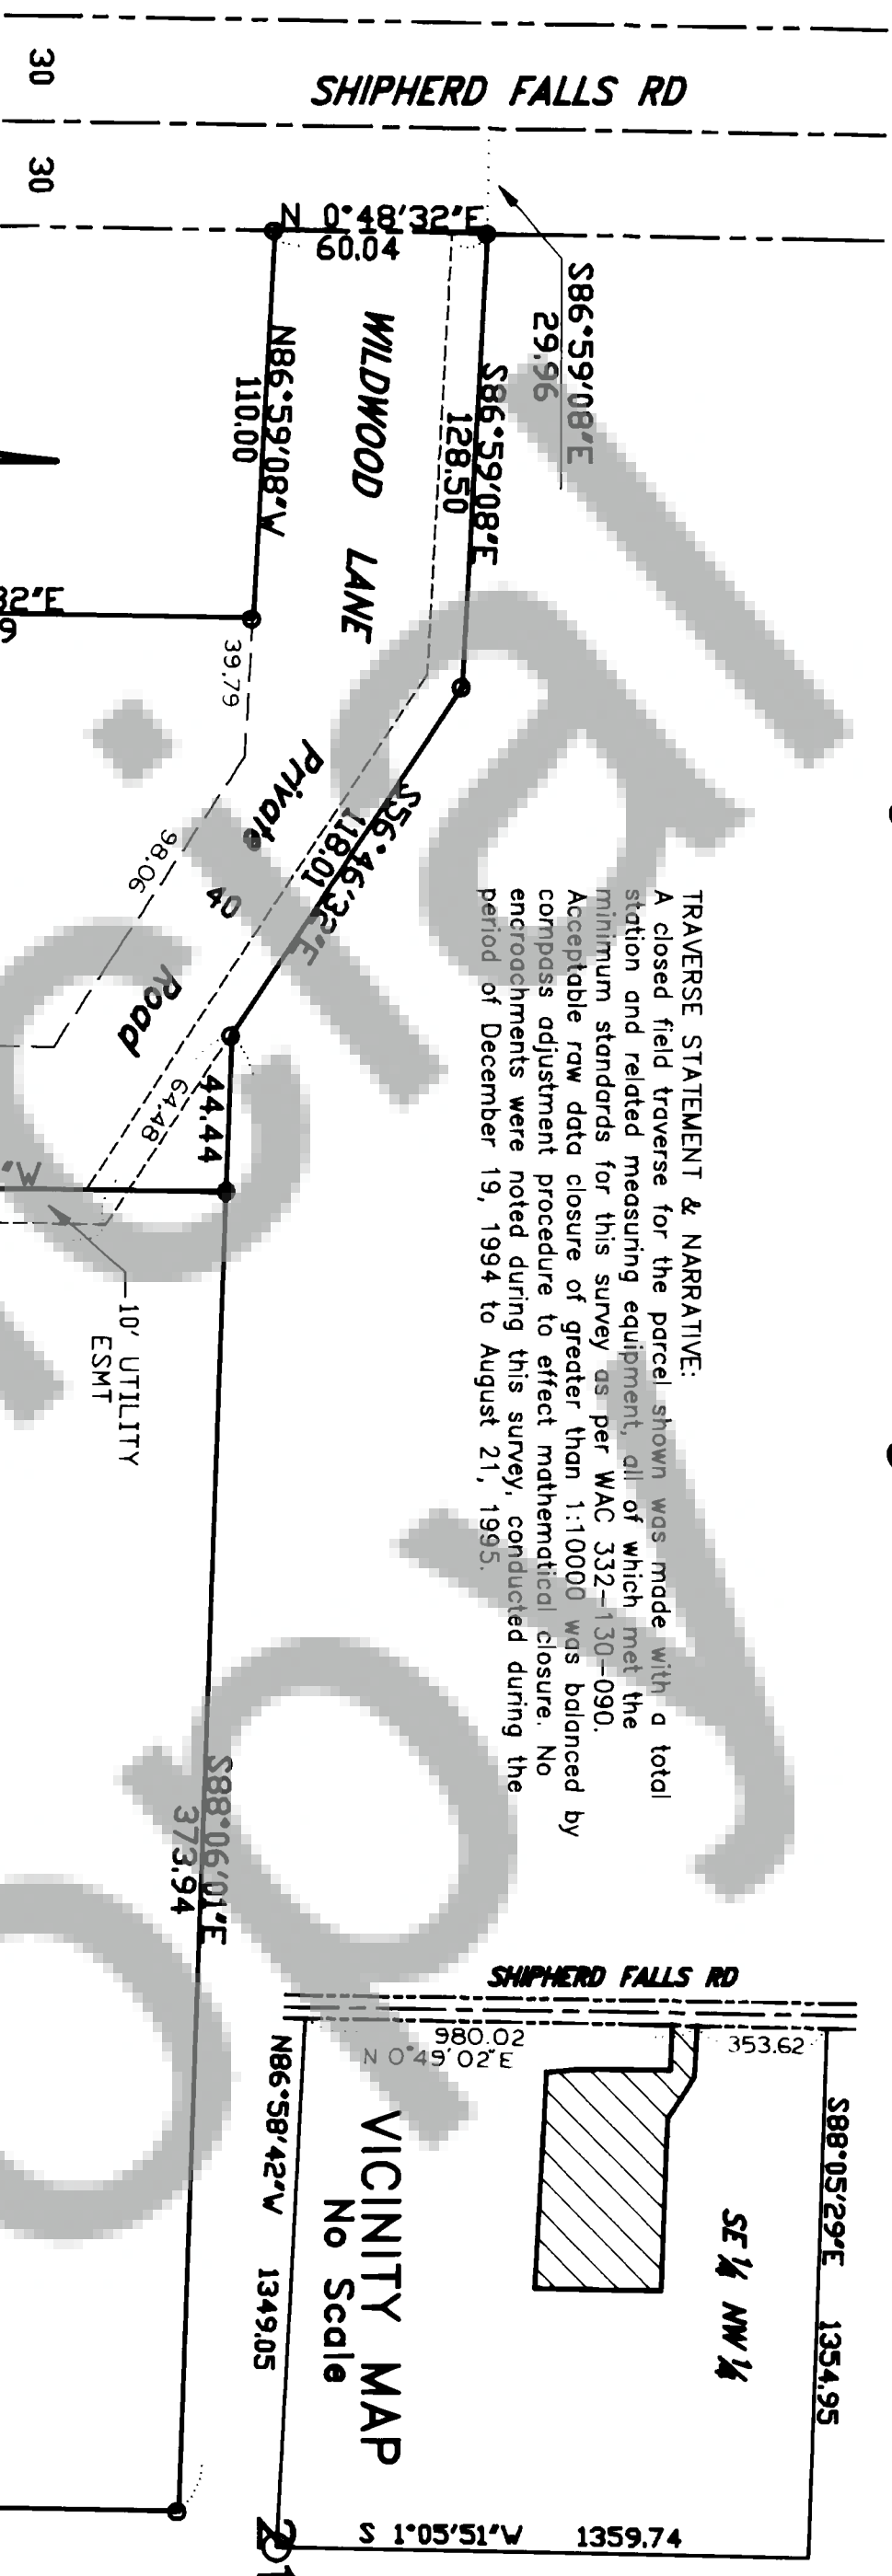 SHIPHERD FALLS RD
30
30
N 0°48'32"E
60.04
S86°59'08"E
29.96
S86°59'08"E
128.50
WILDWOOD LANE
N86°59'08"W
110.00
32"E
9
39.79
Private
Road
40
98.06
S56°46'32"E
118.01
64.48
44.44
W"
10' UTILITY
ESMT
TRAVERSE STATEMENT & NARRATIVE:
A closed field traverse for the parcel shown was made with a total
station and related measuring equipment, all of which met the
minimum standards for this survey as per WAC 332-130-090.
Acceptable raw data closure of greater than 1:10000 was balanced by
compass adjustment procedure to effect mathematical closure. No
encroachments were noted during this survey, conducted during the
period of December 19, 1994 to August 21, 1995.
S88°06'01"E
373.94
SHIPHERD FALLS RD
980.02
N 0°49'02"E
353.62
S88°05'29"E 1354.95
SE ¼ NW ¼
VICINITY MAP
No Scale
N86°58'42"W 1349.05
S 1°05'51"W 1359.74
2
1